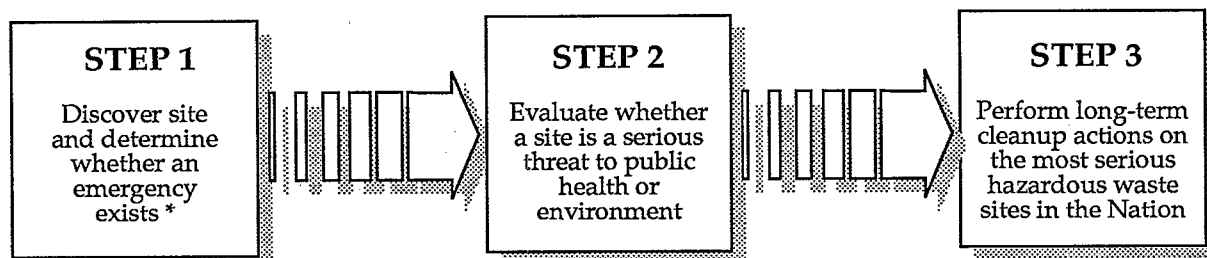 STEP 1
Discover site
and determine
whether an
emergency
exists *
STEP 2
Evaluate whether
a site is a serious
threat to public
health or
environment
STEP 3
Perform long-term
cleanup actions on
the most serious
hazardous waste
sites in the Nation